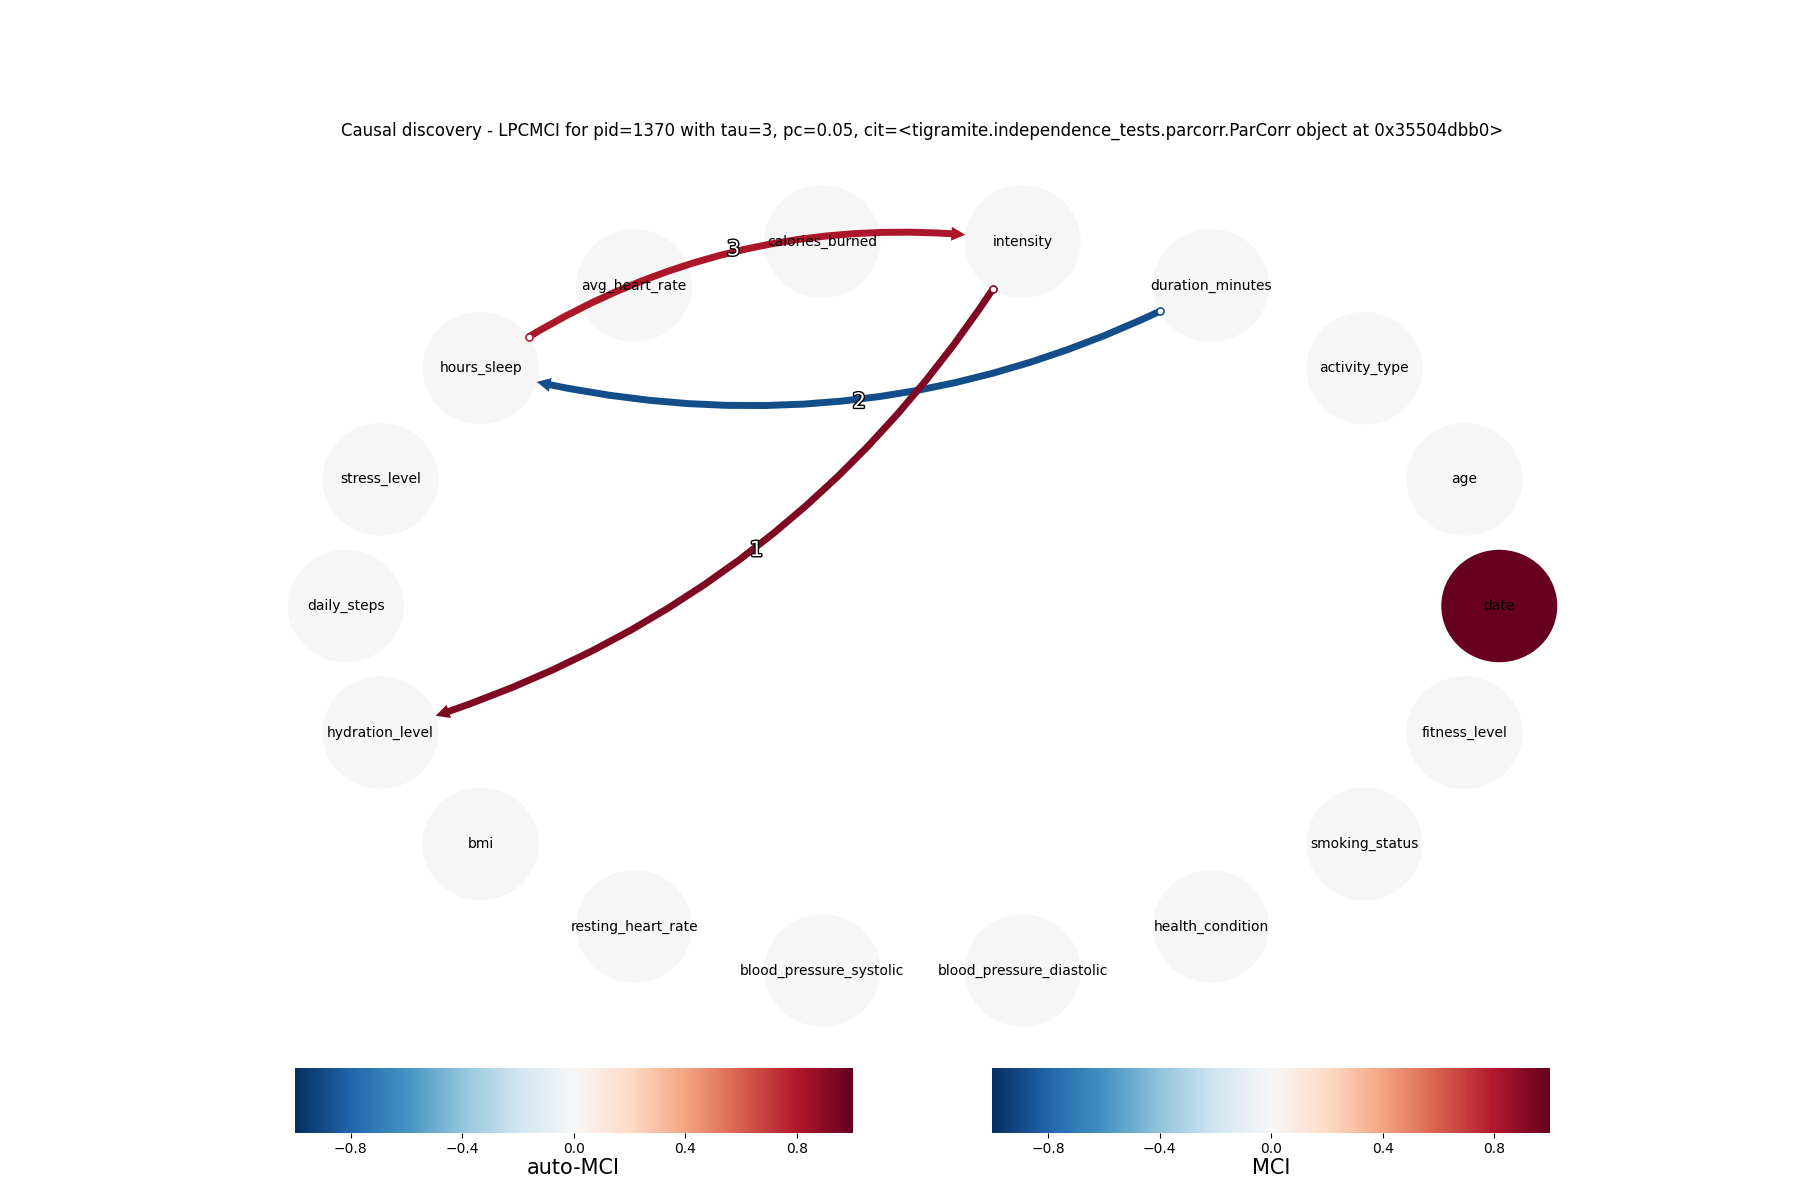 Causal discovery - LPCMCI for pid=1370 with tau=3, pc=0.05, cit=<tigramite.independence_tests.parcorr.ParCorr object at 0x35504dbb0>
calories_burned
intensity
3
avg_heart_rate
duration_minutes
hours_sleep
activity_type
2
stress_level
age
1
daily_steps
date
hydration_level
fitness_level
bmi
smoking_status
resting_heart_rate
health_condition
blood_pressure_systolic
blood_pressure_diastolic
−0.8 −0.4 0.0 0.4 0.8
auto-MCI
−0.8 −0.4 0.0 0.4 0.8
MCI